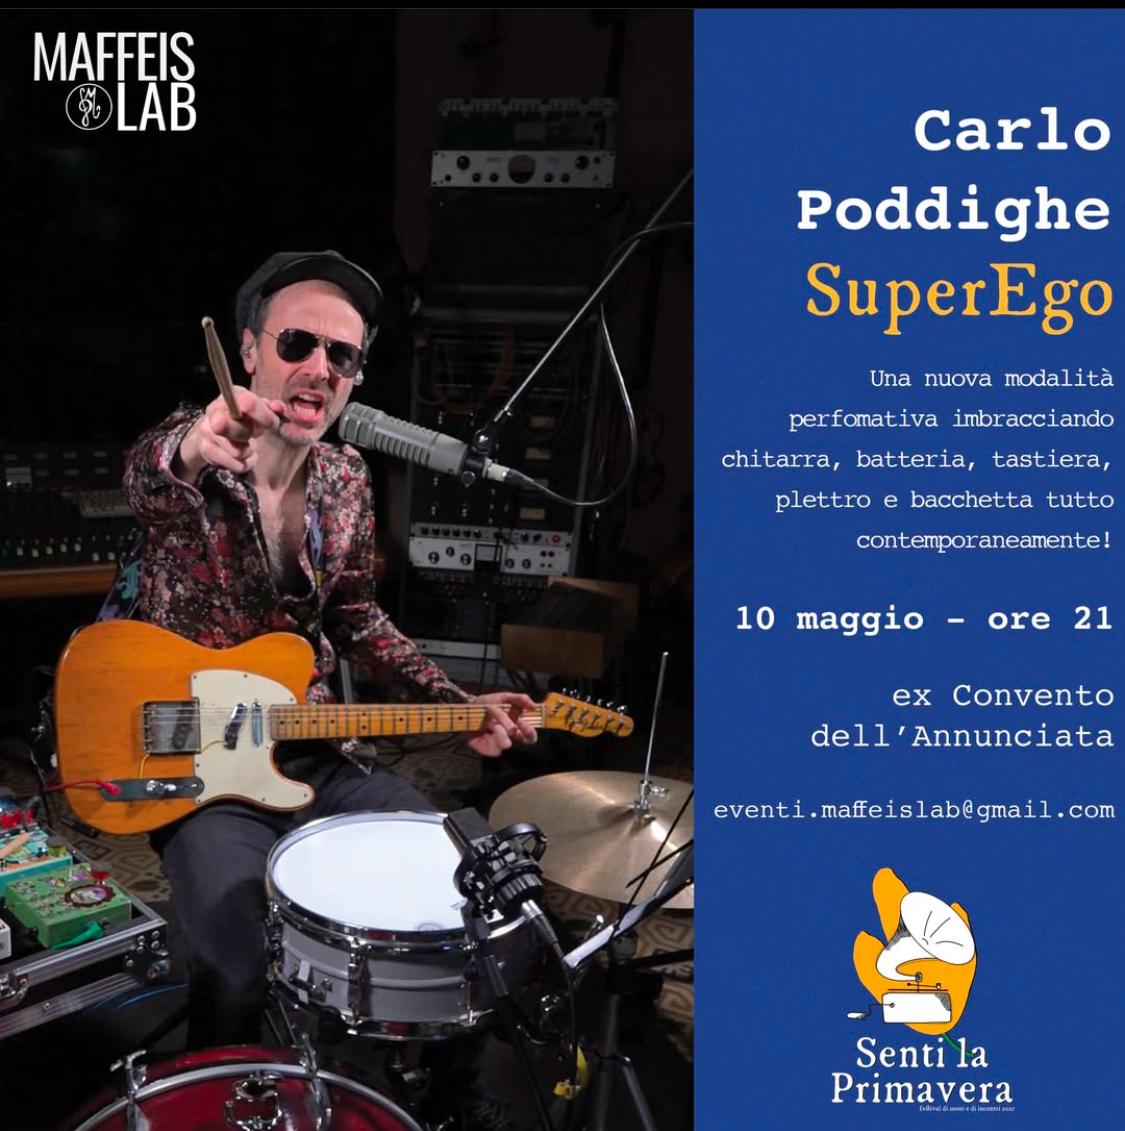 MAFFEIS
LAB
Carlo
Poddighe
SuperEgo
Una nuova modalità
perfomativa imbracciando
chitarra, batteria, tastiera,
plettro e bacchetta tutto
contemporaneamente!
10 maggio – ore 21
ex Convento
dell’Annunciata
eventi.maffeislab@gmail.com
Senti la
Primavera